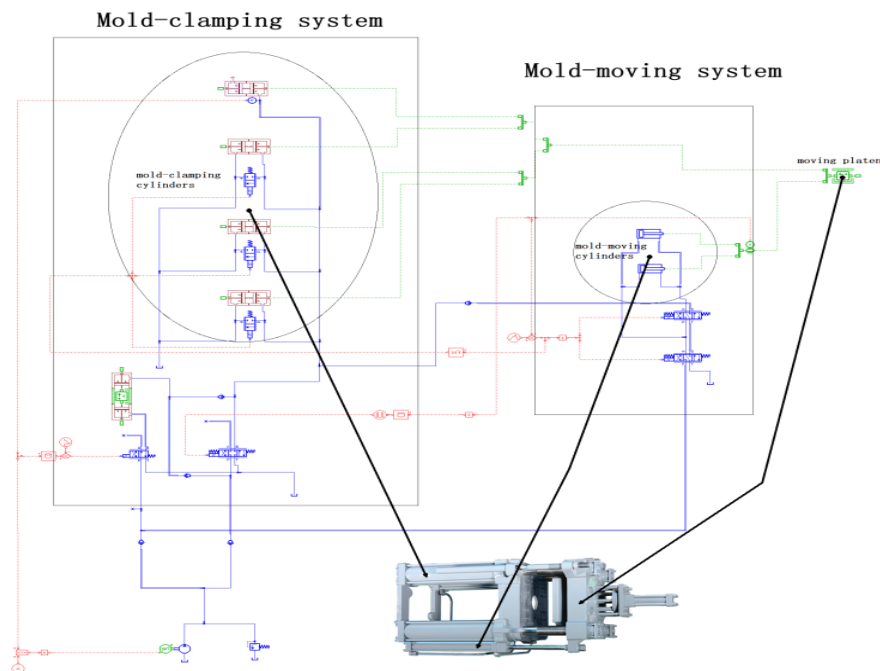 Mold-clamping system
Mold-moving system
moving platen
mold-clamping
cylinders
mold-moving
cylinders